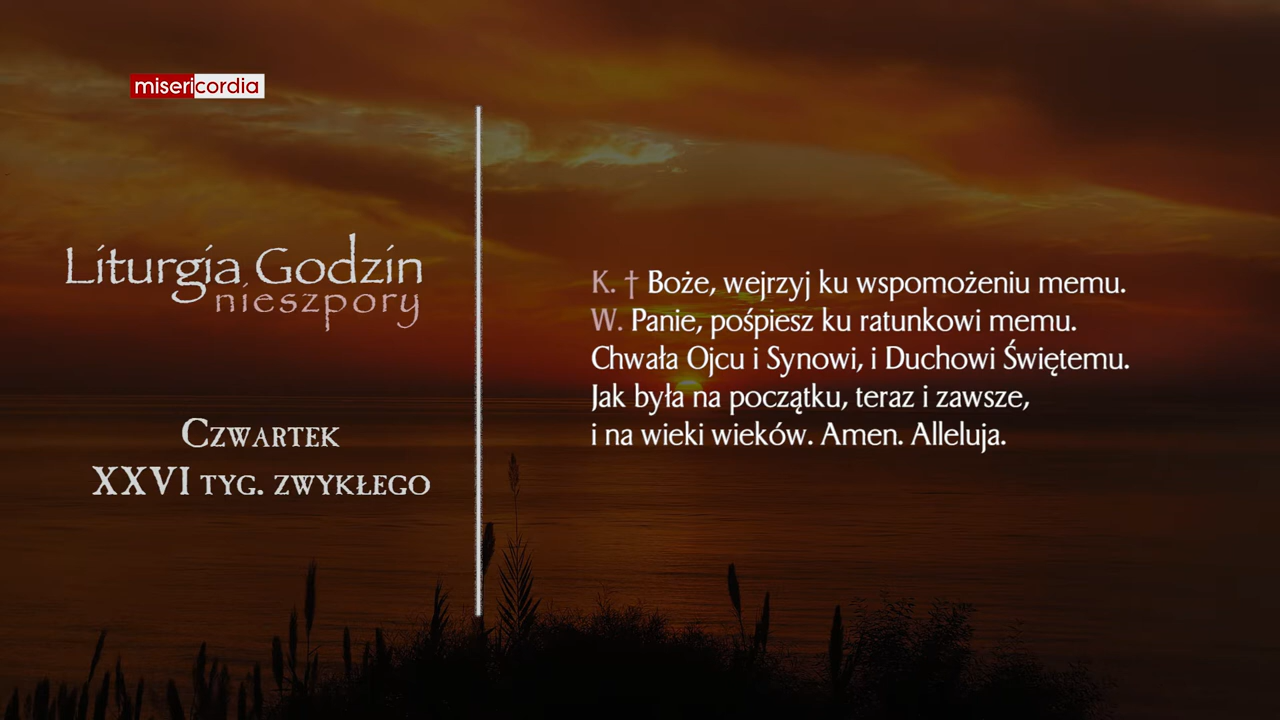 misericordia
Liturgia Godzin
nieszpory
Czwartek
XXVI tyg. zwykłego
K. † Boże, wejrzyj ku wspomożeniu memu.
W. Panie, pośpiesz ku ratunkowi memu.
Chwała Ojcu i Synowi, i Duchowi Świętemu.
Jak była na początku, teraz i zawsze,
i na wieki wieków. Amen. Alleluja.